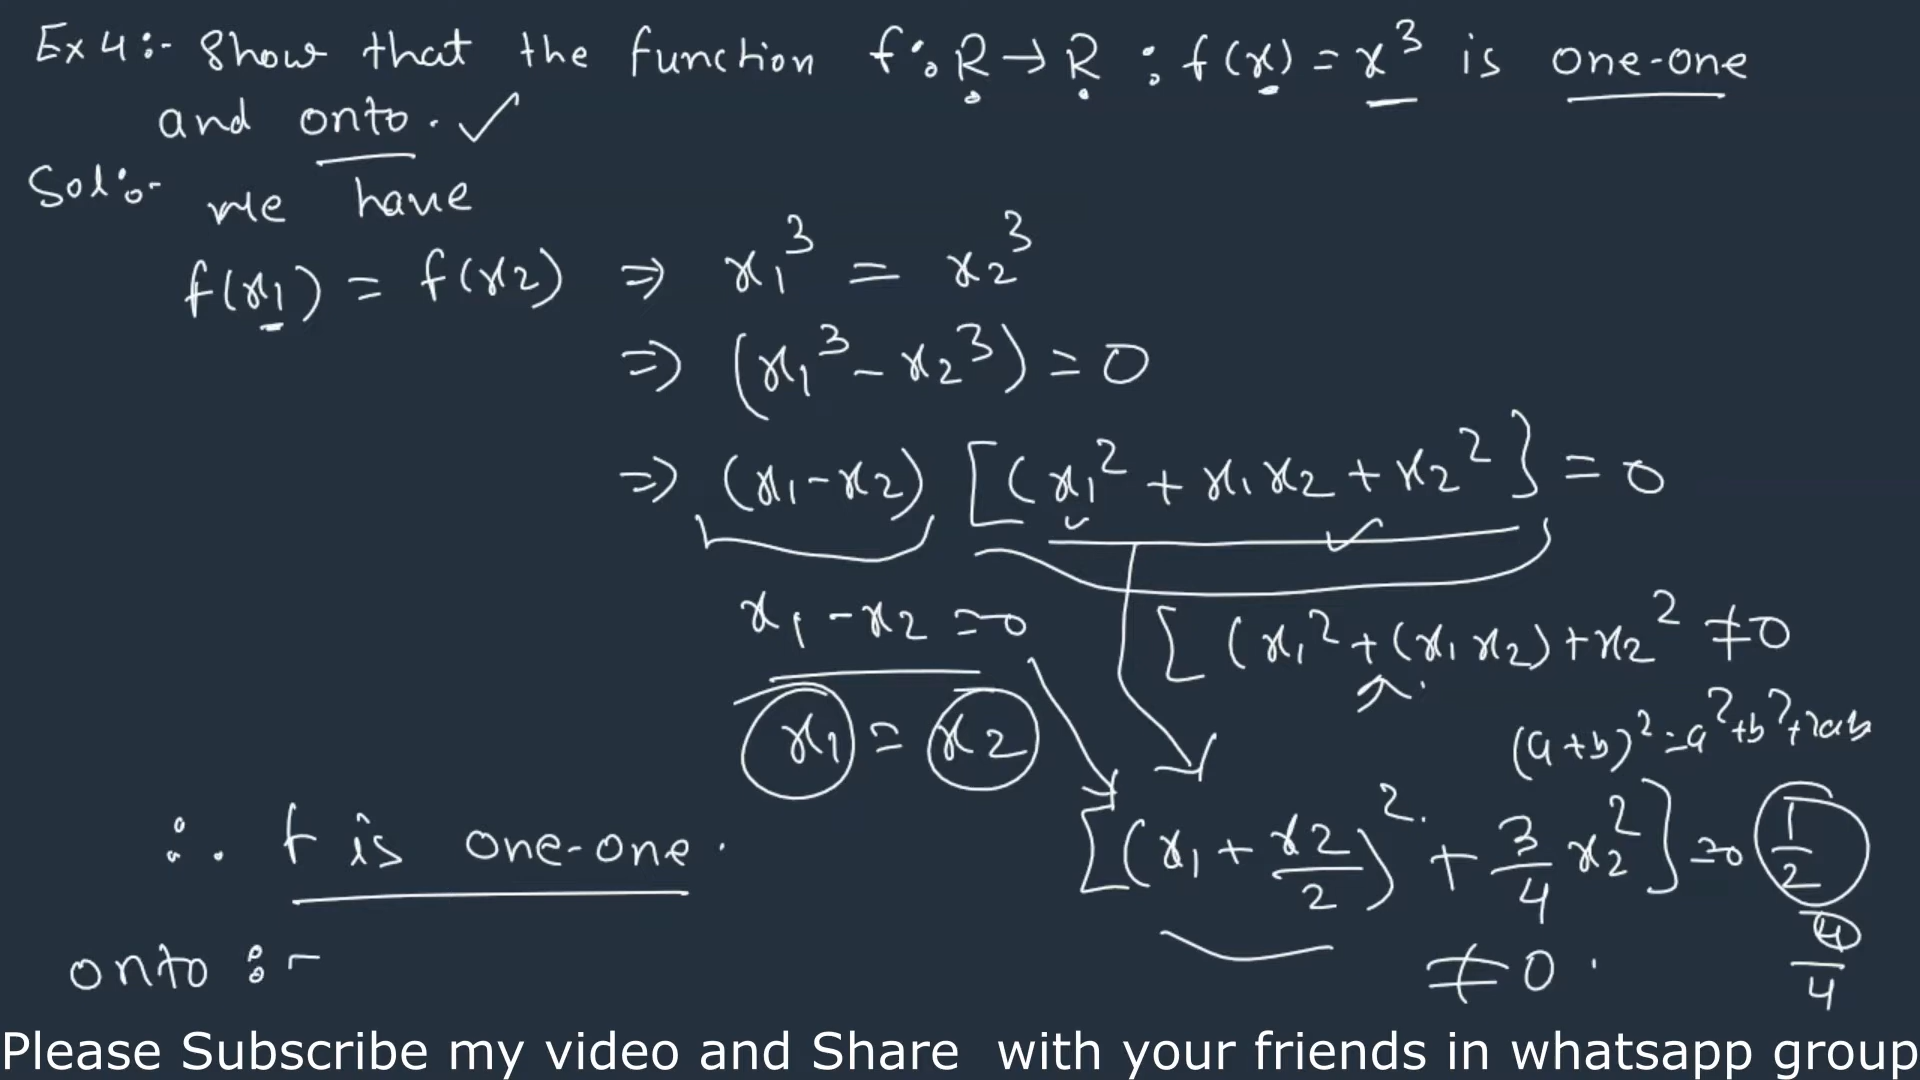 Ex 4:- Show that the function f: R → R : f(x) = x³ is one-one
and onto. ✓
Sol:- we have
f(x₁) = f(x₂) ⇒ x₁³ = x₂³
⇒ (x₁³ - x₂³) = 0
⇒ (x₁ - x₂) [(x₁² + x₁x₂ + x₂²] = 0
x₁ - x₂ = 0
[(x₁² + (x₁x₂) + x₂² ≠ 0
x₁ = x₂
(a+b)² = a² + b² + 2ab
[(x₁ + x₂/2)² + 3/4 x₂²] = 0
1/2
4/4
≠ 0.
∴ f is one-one.
onto :-
Please Subscribe my video and Share with your friends in whatsapp group